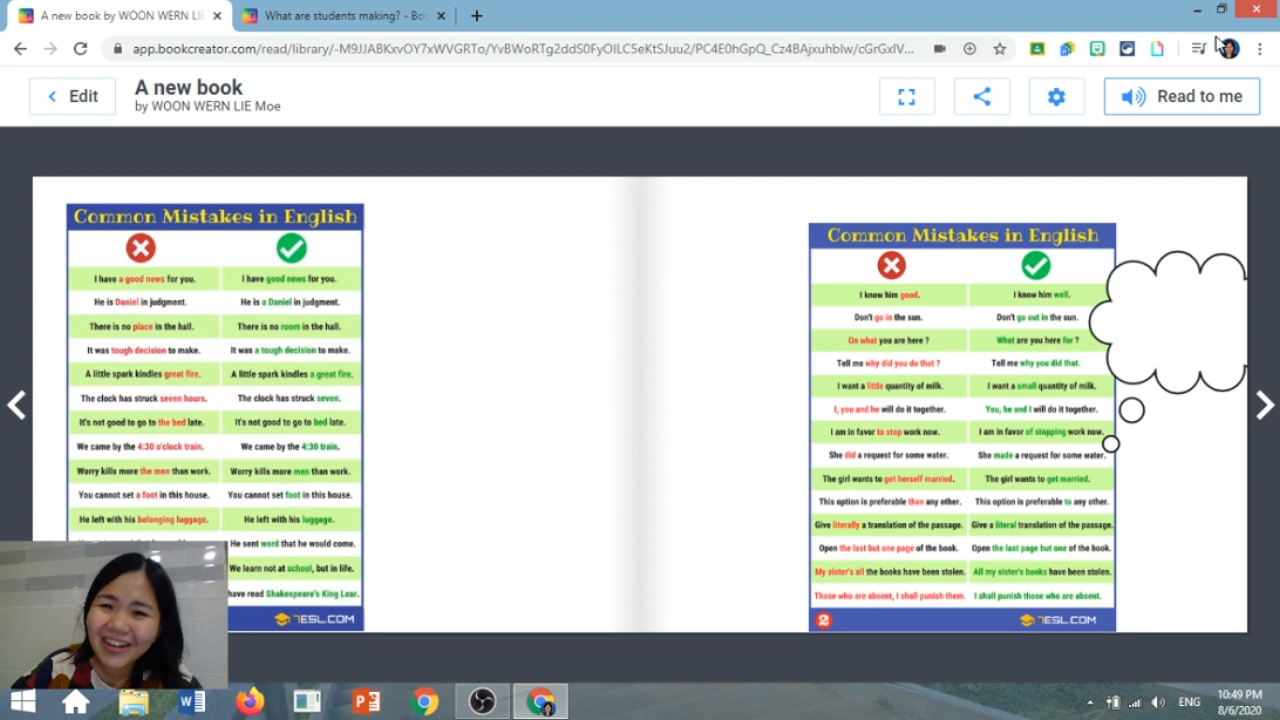 A new book by WOON WERN LIE
What are students making? - Boo
app.bookcreator.com/read/library/-M9JJABKxvOY7xWVGRTo/YvBWoRTg2ddS0FyOILC5eKtSJuu2/PC4E0hGpQ_Cz4BAjxuhbIw/cGrGxIV...
Edit
A new book
by WOON WERN LIE Moe
Read to me
Common Mistakes in English
I have a good news for you. I have good news for you.
He is Daniel in judgment. He is a Daniel in judgment.
There is no place in the hall. There is no room in the hall.
It was tough decision to make. It was a tough decision to make.
A little spark kindles great fire. A little spark kindles a great fire.
The clock has struck seven hours. The clock has struck seven.
It's not good to go to the bed late. It's not good to go to bed late.
We came by the 4:30 o'clock train. We came by the 4:30 train.
Worry kills more the men than work. Worry kills more men than work.
You cannot set a foot in this house. You cannot set foot in this house.
He left with his belonging luggage. He left with his luggage.
He sent word that he would come.
We learn not at school, but in life.
have read Shakespeare's King Lear.
7ESL.COM
Common Mistakes in English
I know him good. I know him well.
Don't go in the sun. Don't go out in the sun.
On what you are here ? What are you here for ?
Tell me why did you do that ? Tell me why you did that.
I want a little quantity of milk. I want a small quantity of milk.
I, you and he will do it together. You, he and I will do it together.
I am in favor to stop work now. I am in favor of stopping work now.
She did a request for some water. She made a request for some water.
The girl wants to get herself married. The girl wants to get married.
This option is preferable than any other. This option is preferable to any other.
Give literally a translation of the passage. Give a literal translation of the passage.
Open the last but one page of the book. Open the last page but one of the book.
My sister's all the books have been stolen. All my sister's books have been stolen.
Those who are absent, I shall punish them. I shall punish those who are absent.
2 7ESL.COM
ENG
10:49 PM
8/6/2020